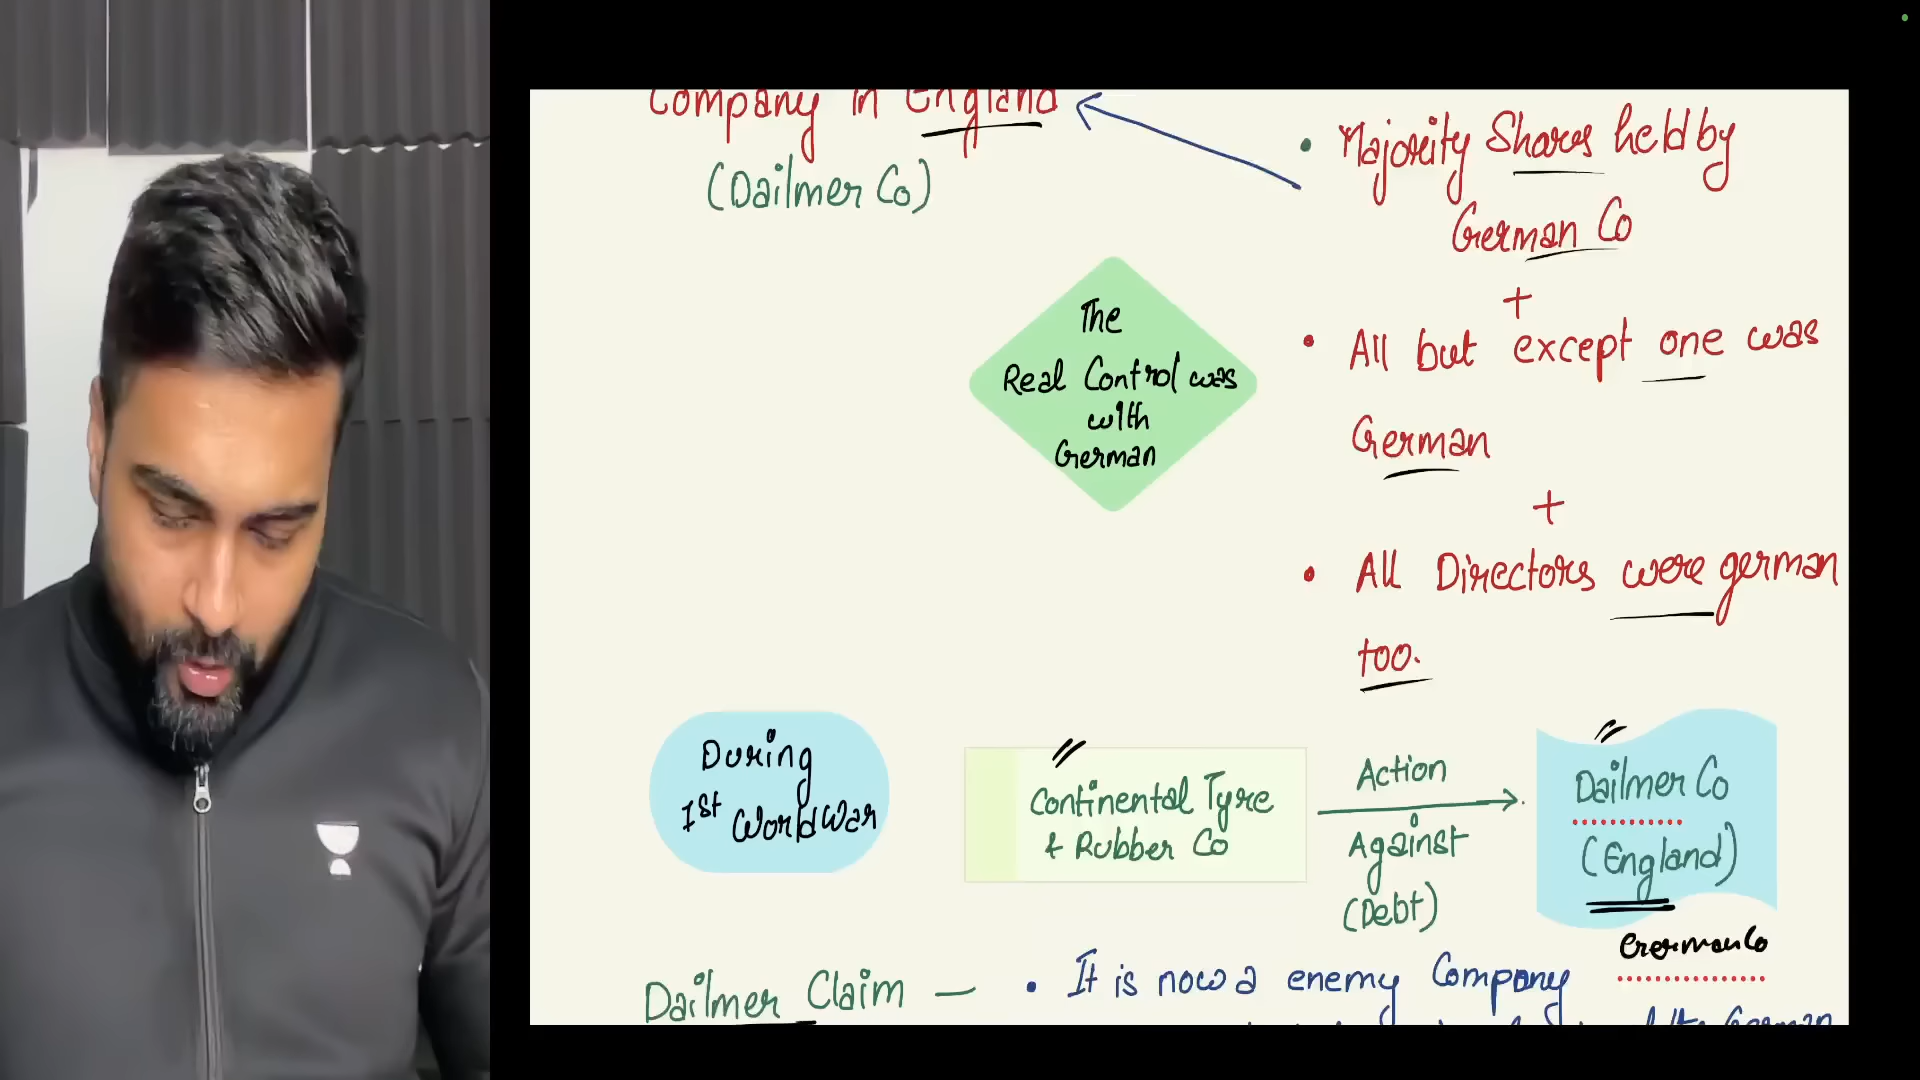 Company in England
(Dailmer Co)
• Majority Shares held by
German Co
+
• All but except one was
German
+
• All Directors were german
too.
The
Real Control was
with
German
During
1st World War
Continental Tyre
& Rubber Co
Action
Against
(Debt)
Dailmer Co
(England)
German Co
Dailmer Claim — • It is now a enemy Company
German